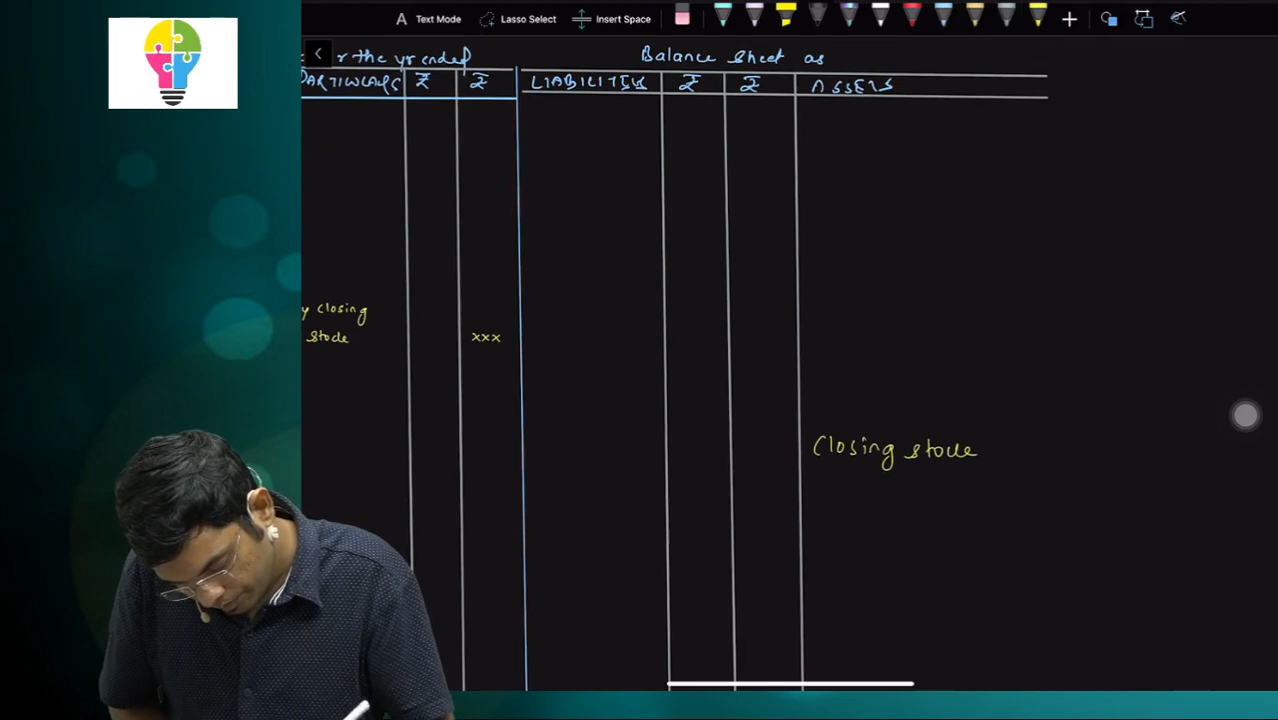 Text Mode
Lasso Select
Insert Space
r the yr ended
Balance Sheet as
PARTICULARS ₹ ₹
LIABILITIES ₹ ₹ ASSETS
y closing
stock
xxx
Closing stock